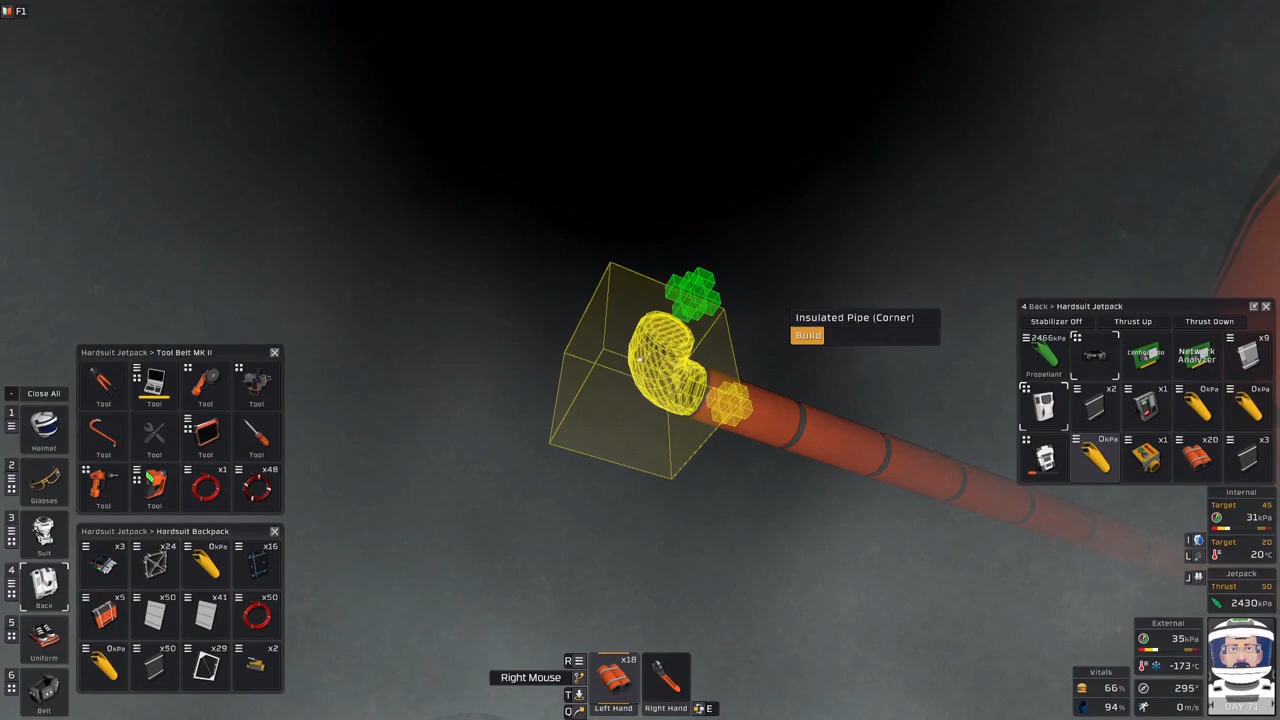 F1
Insulated Pipe (Corner)
Build
4 Back > Hardsuit Jetpack
Stabilizer Off
Thrust Up
Thrust Down
2466kPa
x9
Propellant
Configuratio
Network
Analyzer
x2
x1
0kPa
0kPa
0kPa
x1
x20
x3
Hardsuit Jetpack > Tool Belt MK II
Tool
Tool
Tool
Tool
Tool
Tool
Tool
Tool
x1
x48
Tool
Tool
Hardsuit Jetpack > Hardsuit Backpack
x3
x24
0kPa
x16
x5
x50
x41
x50
0kPa
x50
x29
x2
- Close All
1
Helmet
2
Glasses
3
Suit
4
Back
5
Uniform
6
Belt
R
Right Mouse
T
Q
x18
Left Hand
Right Hand
E
Internal
Target 45
31kPa
Target 20
I
L
20°C
Jetpack
J
Thrust 50
2430kPa
External
35kPa
-173°C
Vitals
66%
295°
94%
0m/s
DAY 71